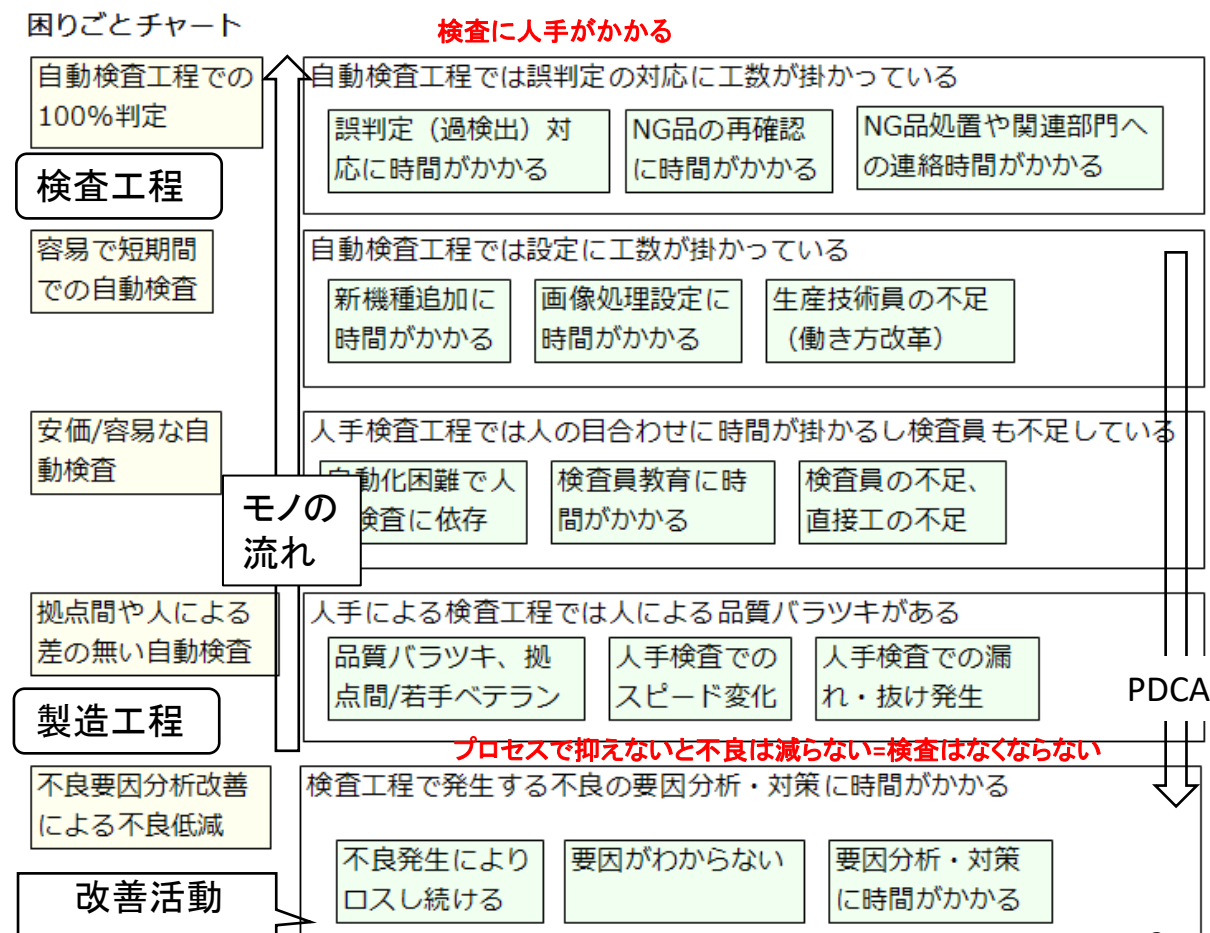 困りごとチャート
検査に人手がかかる
自動検査工程での
100%判定
自動検査工程では誤判定の対応に工数が掛かっている
誤判定（過検出）対
応に時間がかかる
NG品の再確認
に時間がかかる
NG品処置や関連部門へ
の連絡時間がかかる
検査工程
容易で短期間
での自動検査
自動検査工程では設定に工数が掛かっている
新機種追加に
時間がかかる
画像処理設定に
時間がかかる
生産技術員の不足
（働き方改革）
安価/容易な自
動検査
人手検査工程では人の目合わせに時間が掛かるし検査員も不足している
動化困難で人
検査に依存
検査員教育に時
間がかかる
検査員の不足、
直接工の不足
モノの
流れ
拠点間や人による
差の無い自動検査
人手による検査工程では人による品質バラツキがある
品質バラツキ、拠
点間/若手ベテラン
人手検査での
スピード変化
人手検査での漏
れ・抜け発生
PDCA
製造工程
プロセスで抑えないと不良は減らない=検査はなくならない
不良要因分析改善
による不良低減
検査工程で発生する不良の要因分析・対策に時間がかかる
不良発生により
ロスし続ける
要因がわからない
要因分析・対策
に時間がかかる
改善活動